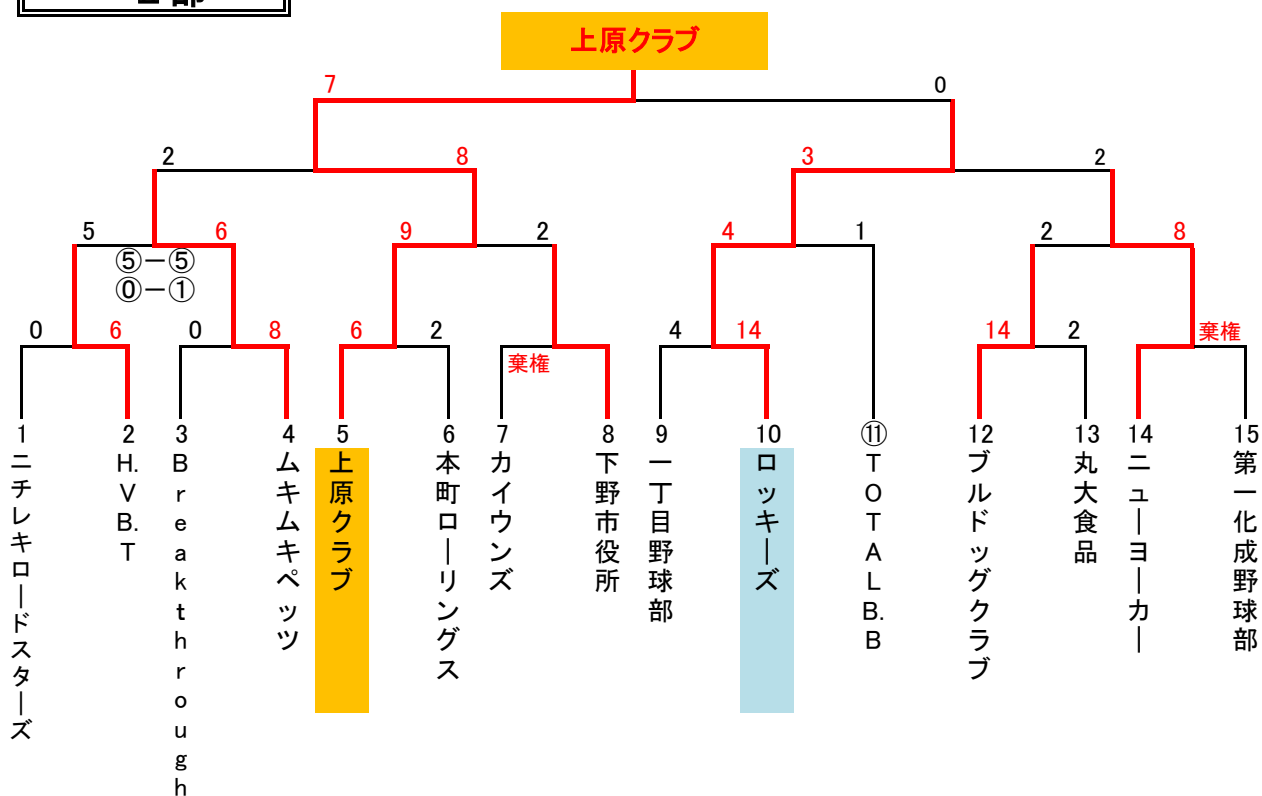 部
上原クラブ
7 0
2 8 3 2
5 6 9 2 4 1 2 8
⑤－⑤
⓪－①
0 6 0 8 6 2 4 14 14 2 棄権
棄権
1 2 3 4 5 6 7 8 9 10 ⑪ 12 13 14 15
ニチレキロードスターズ
H.VB.T
Breakthrough
ムキムキペッツ
上原クラブ
本町ローリングス
カイウンズ
下野市役所
一丁目野球部
ロッキーズ
TOTALB.B
ブルドッグクラブ
丸大食品
ニューヨーカー
第一化成野球部